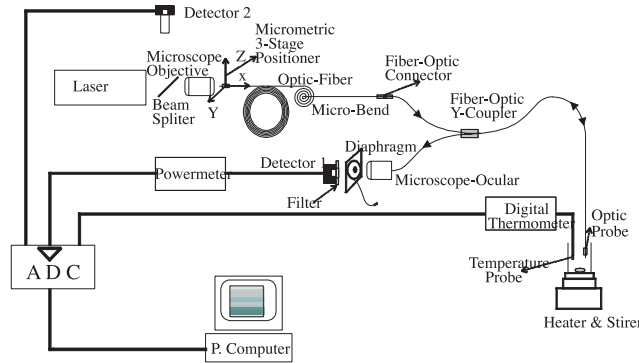 Detector 2
Micrometric
3-Stage
Positioner
Microscope
Objective
Z
x
Y
Optic-Fiber
Fiber-Optic
Connector
Laser
Beam
Spliter
Micro-Bend
Fiber-Optic
Y-Coupler
Diaphragm
Detector 1
Powermeter
Microscope-Ocular
Filter
Digital
Thermometer
Optic
Probe
A D C
Temperature
Probe
Heater & Stirer
P. Computer